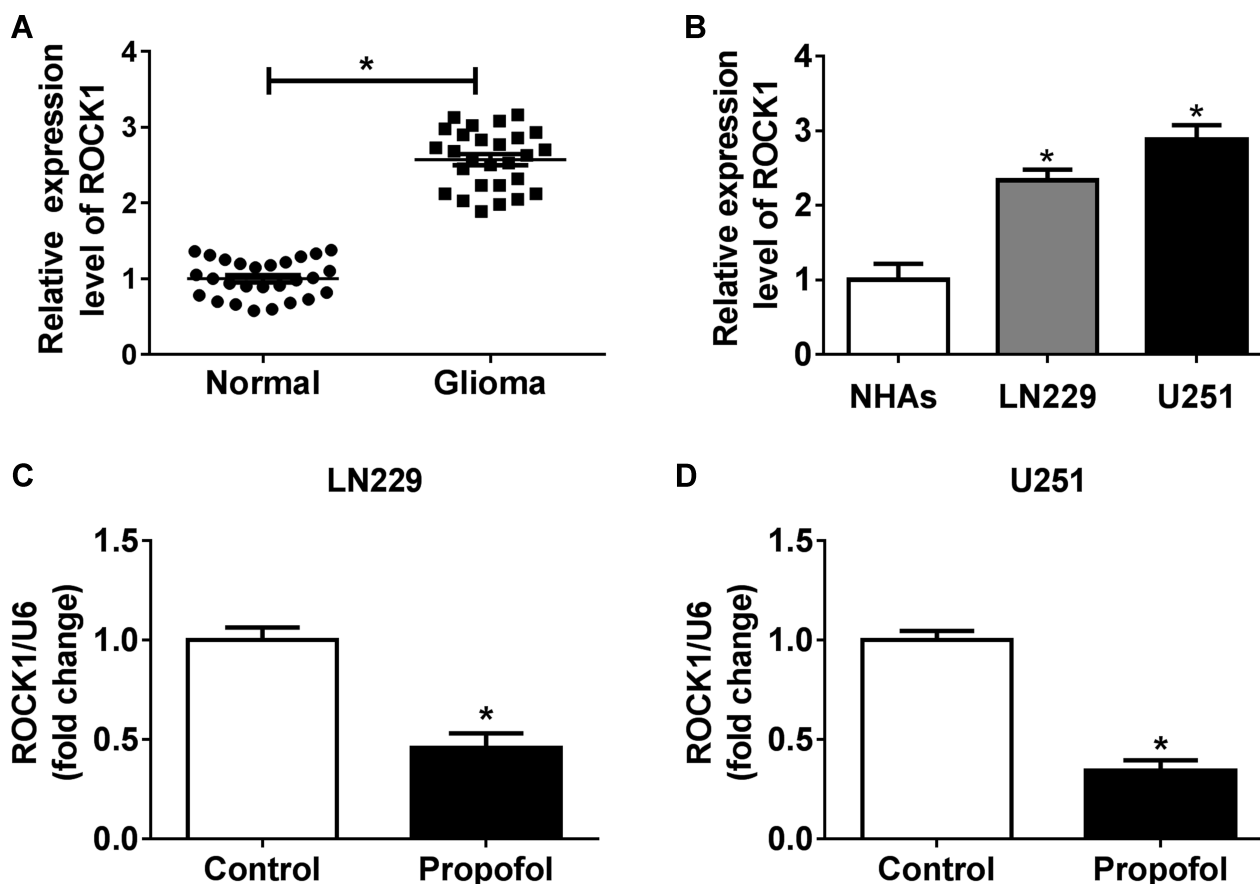 A
Relative expression
level of ROCK1
4
3
2
1
0
*
Normal
Glioma
B
Relative expression
level of ROCK1
4
3
2
1
0
*
*
NHAs
LN229
U251
C
LN229
ROCK1/U6
(fold change)
1.5
1.0
0.5
0.0
*
Control
Propofol
D
U251
ROCK1/U6
(fold change)
1.5
1.0
0.5
0.0
*
Control
Propofol